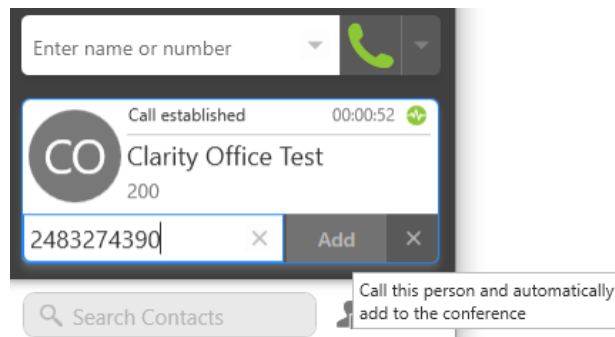 Enter name or number
Call established 00:00:52
CO
Clarity Office Test
200
2483274390 × Add ×
Call this person and automatically
add to the conference
Search Contacts